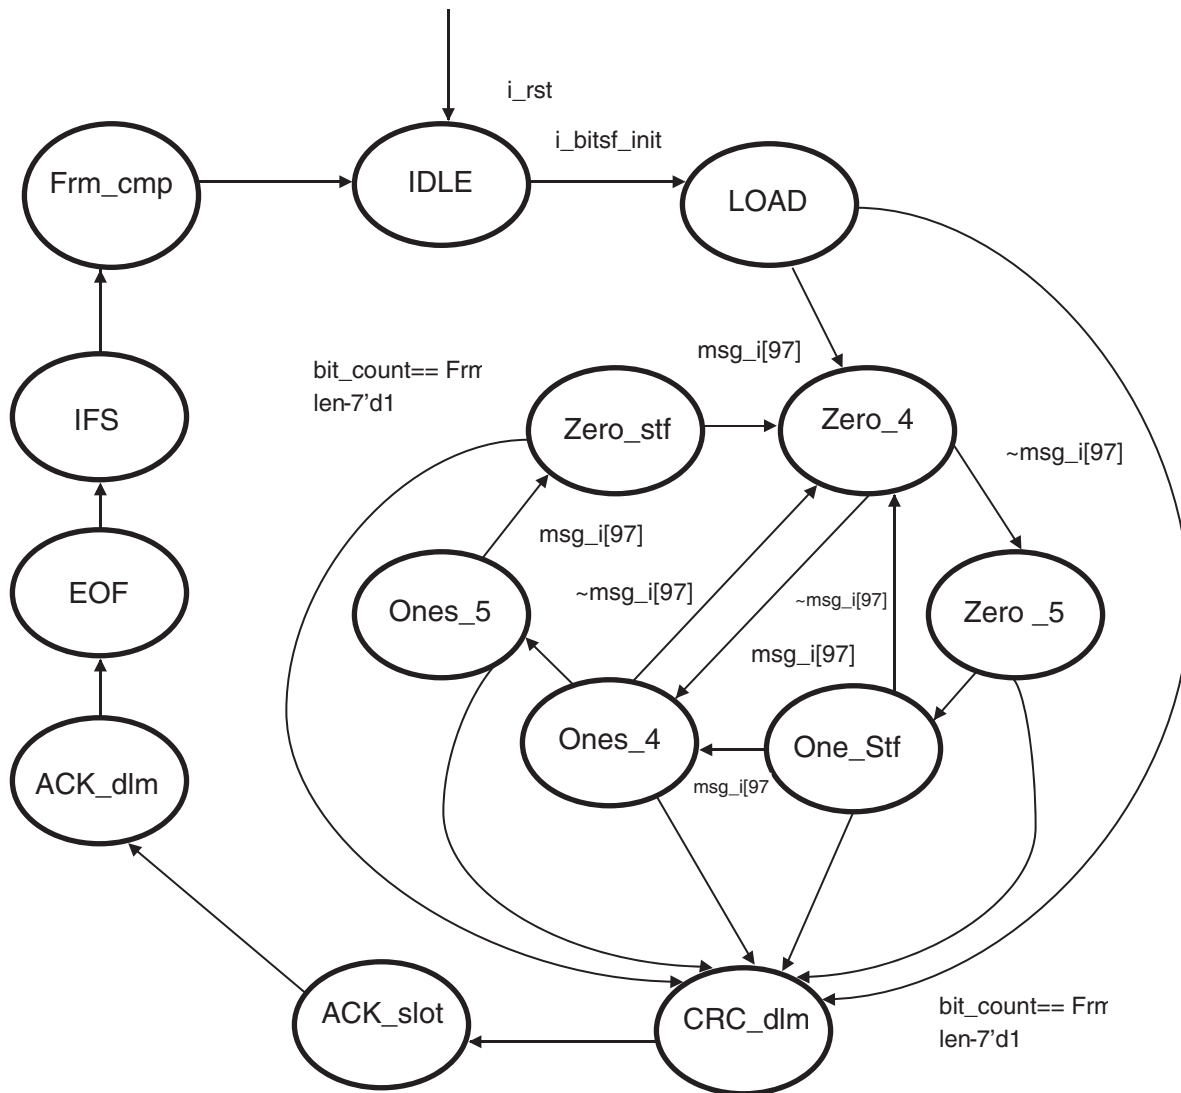 i_rst
i_bitsf_init
Frm_cmp
IDLE
LOAD
msg_i[97]
bit_count== Frm
len-7'd1
IFS
Zero_stf
Zero_4
~msg_i[97]
msg_i[97]
EOF
Ones_5
~msg_i[97]
~msg_i[97]
Zero _5
msg_i[97]
Ones_4
One_Stf
ACK_dlm
msg_i[97
ACK_slot
CRC_dlm
bit_count== Frm
len-7'd1